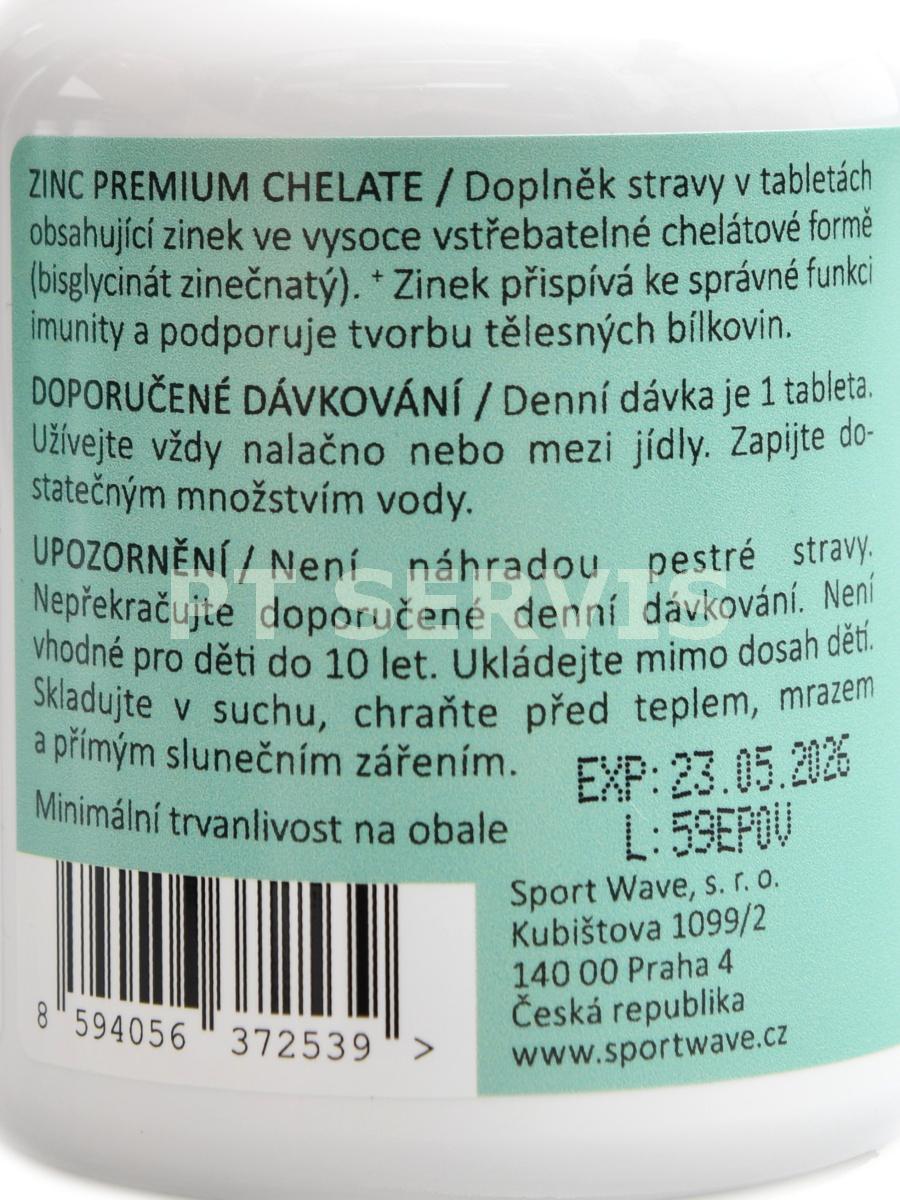 ZINC PREMIUM CHELATE / Doplněk stravy v tabletách
obsahující zinek ve vysoce vstřebatelné chelátové formě
(bisglycinát zinečnatý). + Zinek přispívá ke správné funkci
imunity a podporuje tvorbu tělesných bílkovin.
DOPORUČENÉ DÁVKOVÁNÍ / Denní dávka je 1 tableta.
Užívejte vždy nalačno nebo mezi jídly. Zapijte do-
statečným množstvím vody.
UPOZORNĚNÍ / Není náhradou pestré stravy.
PT SERVIS
Nepřekračujte doporučené denní dávkování. Není
vhodné pro děti do 10 let. Ukládejte mimo dosah dětí.
Skladujte v suchu, chraňte před teplem, mrazem
a přímým slunečním zářením.
EXP: 23.05.2026
Minimální trvanlivost na obale
L: 59EP0V
Sport Wave, s. r. o.
Kubištova 1099/2
140 00 Praha 4
Česká republika
www.sportwave.cz
8 594056 372539 >